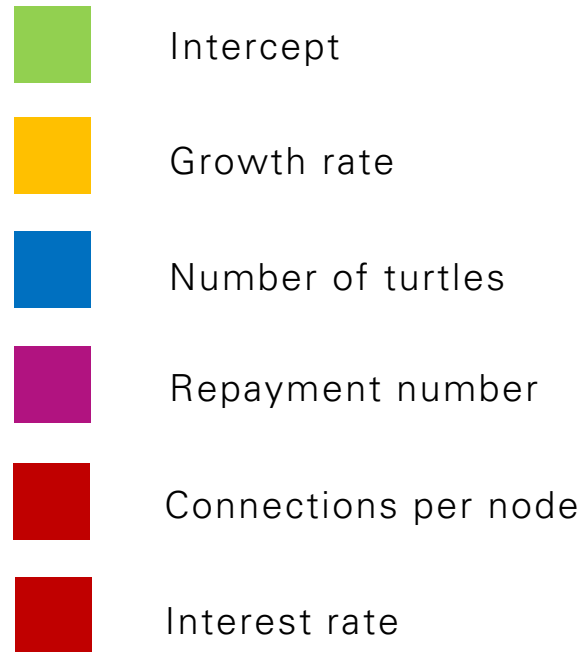 Intercept
Growth rate
Number of turtles
Repayment number
Connections per node
Interest rate